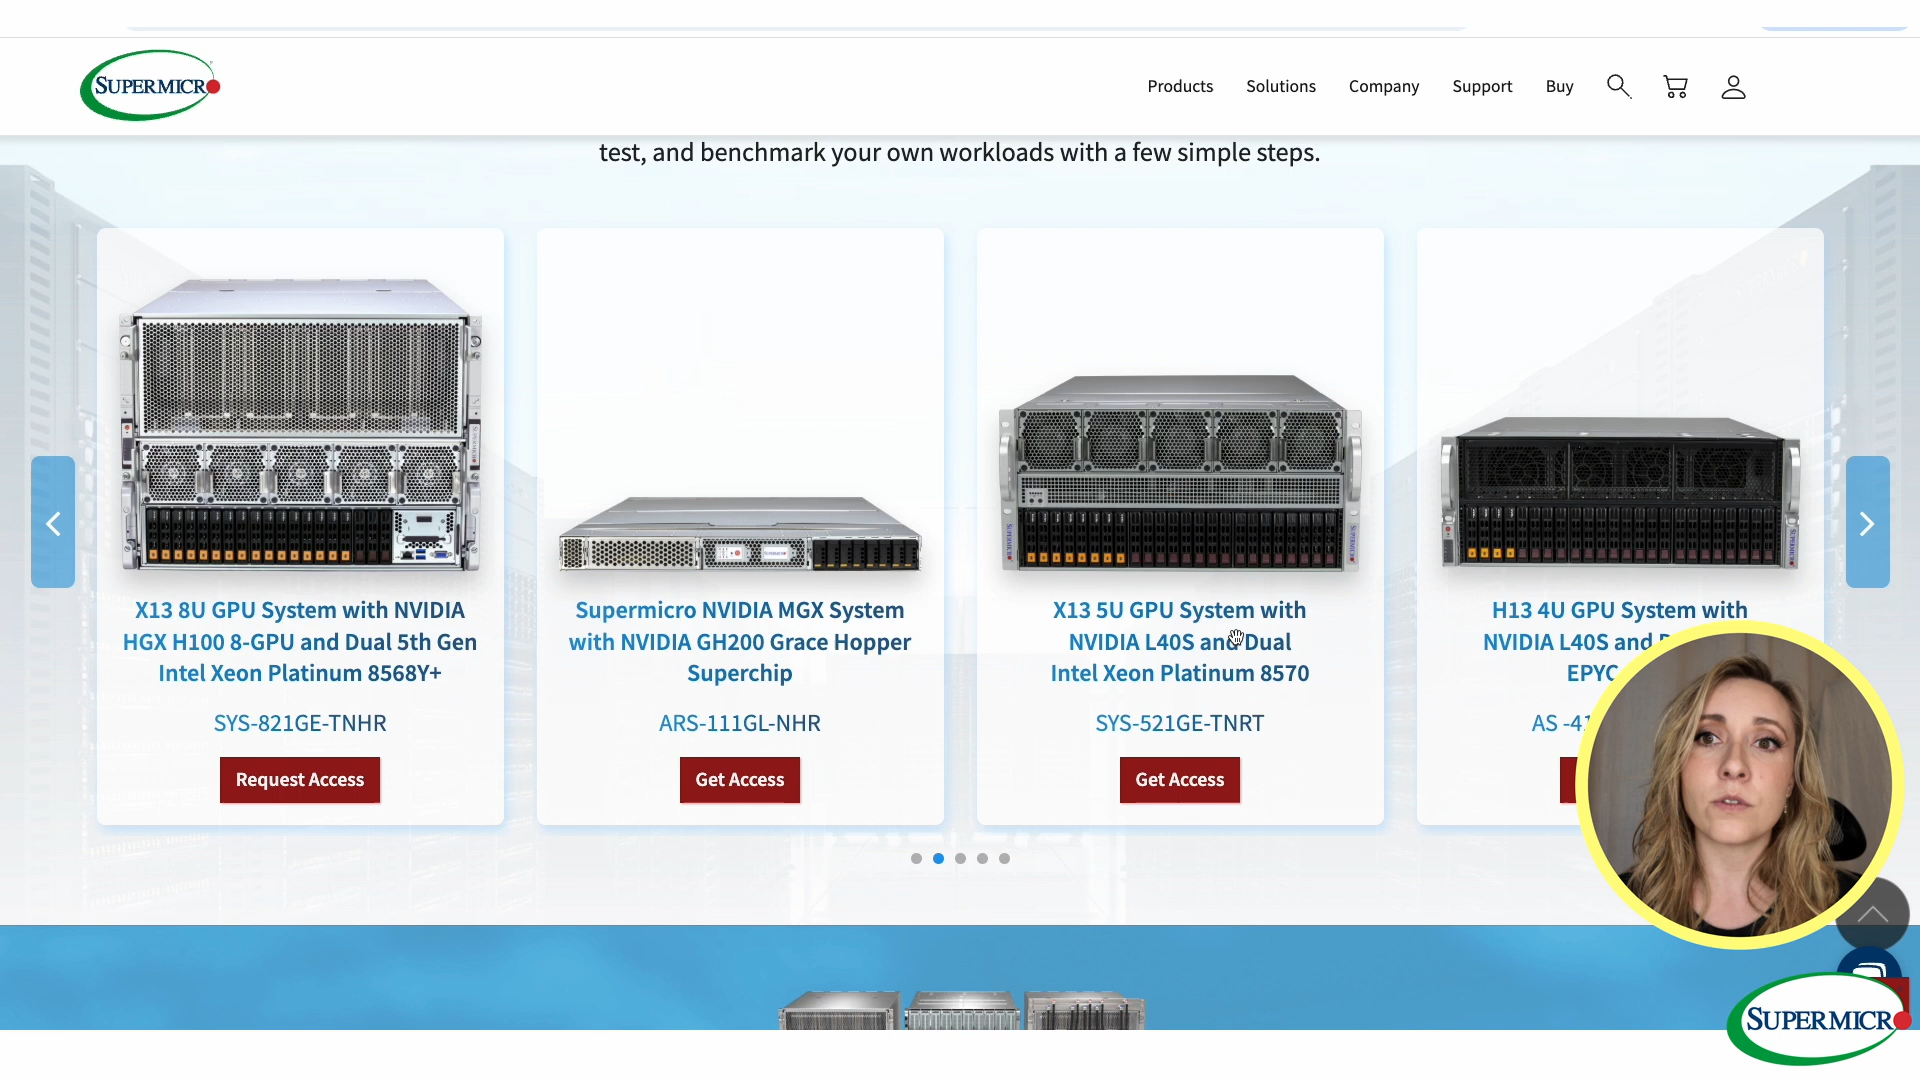 SUPERMICR
Products
Solutions
Company
Support
Buy
test, and benchmark your own workloads with a few simple steps.
X13 8U GPU System with NVIDIA
HGX H100 8-GPU and Dual 5th Gen
Intel Xeon Platinum 8568Y+
SYS-821GE-TNHR
Request Access
Supermicro NVIDIA MGX System
with NVIDIA GH200 Grace Hopper
Superchip
ARS-111GL-NHR
Get Access
X13 5U GPU System with
NVIDIA L40S and Dual
Intel Xeon Platinum 8570
SYS-521GE-TNRT
Get Access
H13 4U GPU System with
NVIDIA L40S and
EPYC
AS -41
SUPERMICR